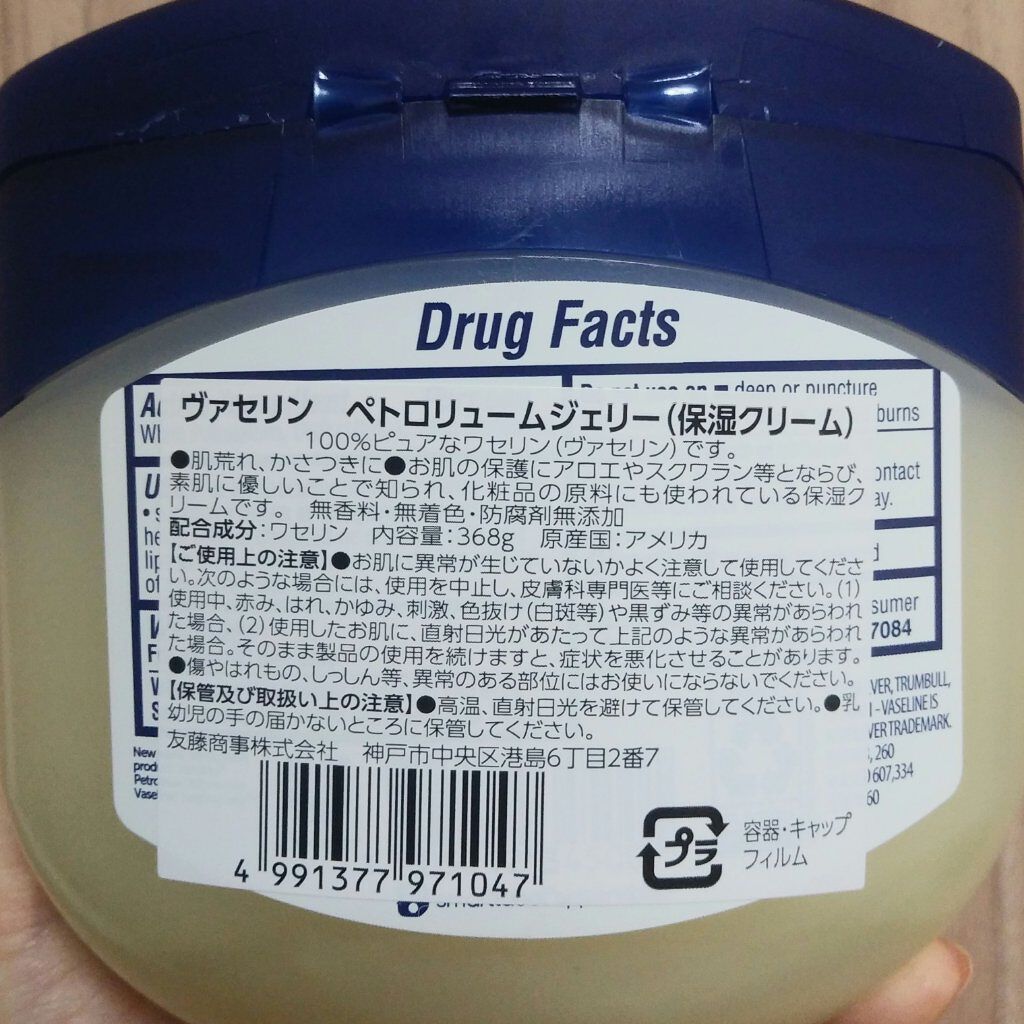 Drug Facts
deep or puncture
burns
ヴァセリン ペトロリュームジェリー(保湿クリーム)
100%ピュアなワセリン(ヴァセリン)です。
●肌荒れ、かさつきに●お肌の保護にアロエやスクワラン等とならび、
素肌に優しいことで知られ、化粧品の原料にも使われている保湿ク
リームです。 無香料・無着色・防腐剤無添加
配合成分:ワセリン 内容量:368g 原産国:アメリカ
【ご使用上の注意】●お肌に異常が生じていないかよく注意して使用してくださ
い。次のような場合には、使用を中止し、皮膚科専門医等にご相談ください。(1)
使用中、赤み、はれ、かゆみ、刺激、色抜け(白斑等)や黒ずみ等の異常があらわれ
た場合、(2)使用したお肌に、直射日光があたって上記のような異常があらわれ
た場合。そのまま製品の使用を続けますと、症状を悪化させることがあります。
●傷やはれもの、しっしん等、異常のある部位にはお使いにならないでください。
【保管及び取扱い上の注意】●高温、直射日光を避けて保管してください。●乳
幼児の手の届かないところに保管してください。
友藤商事株式会社 神戸市中央区港島6丁目2番7
4 991377 971047
プラ
容器・キャップ
フィルム
ontact
ay.
sumer
7084
VER, TRUMBULL,
- VASELINE IS
VER TRADEMARK.
, 260
607,334
60
New